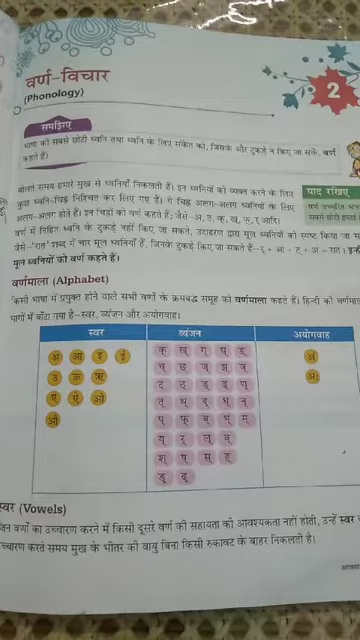 वर्ण-विचार
(Phonology)
2
समझिए
भाषा की सबसे छोटी ध्वनि तथा ध्वनि के लिए संकेत को, जिसके और टुकड़े न किए जा सकें, वर्ण
कहते हैं।
बोलते समय हमारे मुख से ध्वनियाँ निकलती हैं। इन ध्वनियों को व्यक्त करने के लिए
कुछ ध्वनि-चिह्न निश्चित कर लिए गए हैं। ये चिह्न अलग-अलग ध्वनियों के लिए
अलग-अलग होते हैं। इन चिह्नों को वर्ण कहते हैं; जैसे-अ, उ, क्, ख्, फ्, र् आदि।
वर्ण में निहित ध्वनि के टुकड़े नहीं किए जा सकते, उदाहरण द्वारा मूल ध्वनियों को स्पष्ट किया जा
जैसे-'रात' शब्द में चार मूल ध्वनियाँ हैं, जिनके टुकड़े किए जा सकते हैं-र् + आ + त् + अ = रात। इन्हीं
मूल ध्वनियों को वर्ण कहते हैं।
याद रखिए
वर्ण उच्चरित
सबसे छोटी इकाई
वर्णमाला (Alphabet)
किसी भाषा में प्रयुक्त होने वाले सभी वर्णों के क्रमबद्ध समूह को वर्णमाला कहते हैं। हिन्दी की
भागों में बाँटा गया है-स्वर, व्यंजन और अयोगवाह।
स्वर व्यंजन अयोगवाह
अ आ इ ई क् ख् ग् घ् ङ् अं
उ ऊ ऋ च् छ् ज् झ् ञ् अः
ए ऐ ओ ट् ठ् ड् ढ् ण्
औ त् थ् द् ध् न्
प् फ् ब् भ् म्
य् र् ल् व्
श् ष् स् ह्
ड़् ढ़्
स्वर (Vowels)
जिन वर्णों का उच्चारण करने में किसी दूसरे वर्ण की सहायता की आवश्यकता नहीं होती, उन्हें स्वर
उच्चारण करते समय मुख के भीतर की वायु बिना किसी रुकावट के बाहर निकलती है।